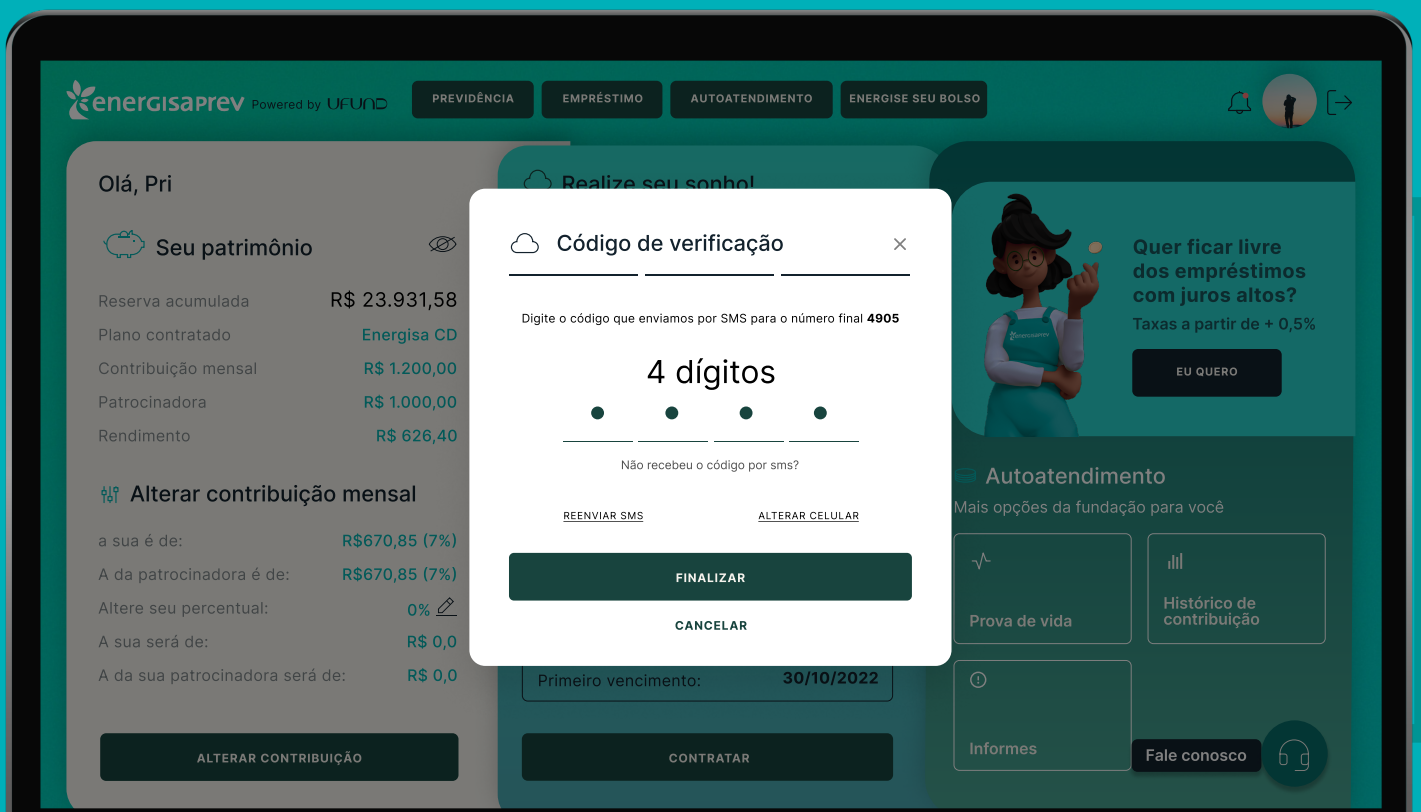 energisaprev Powered by UFUND
PREVIDÊNCIA
EMPRÉSTIMO
AUTOATENDIMENTO
ENERGISE SEU BOLSO
Olá, Pri
Seu patrimônio
Reserva acumulada R$ 23.931,58
Plano contratado Energisa CD
Contribuição mensal R$ 1.200,00
Patrocinadora R$ 1.000,00
Rendimento R$ 626,40
Alterar contribuição mensal
a sua é de: R$670,85 (7%)
A da patrocinadora é de: R$670,85 (7%)
Altere seu percentual: 0%
A sua será de: R$ 0,0
A da sua patrocinadora será de: R$ 0,0
ALTERAR CONTRIBUIÇÃO
Realize seu sonho!
Código de verificação
Digite o código que enviamos por SMS para o número final 4905
4 dígitos
Não recebeu o código por sms?
REENVIAR SMS
ALTERAR CELULAR
FINALIZAR
CANCELAR
Primeiro vencimento: 30/10/2022
CONTRATAR
energisaprev
Quer ficar livre
dos empréstimos
com juros altos?
Taxas a partir de + 0,5%
EU QUERO
Autoatendimento
Mais opções da fundação para você
Prova de vida
Histórico de
contribuição
Informes
Fale conosco